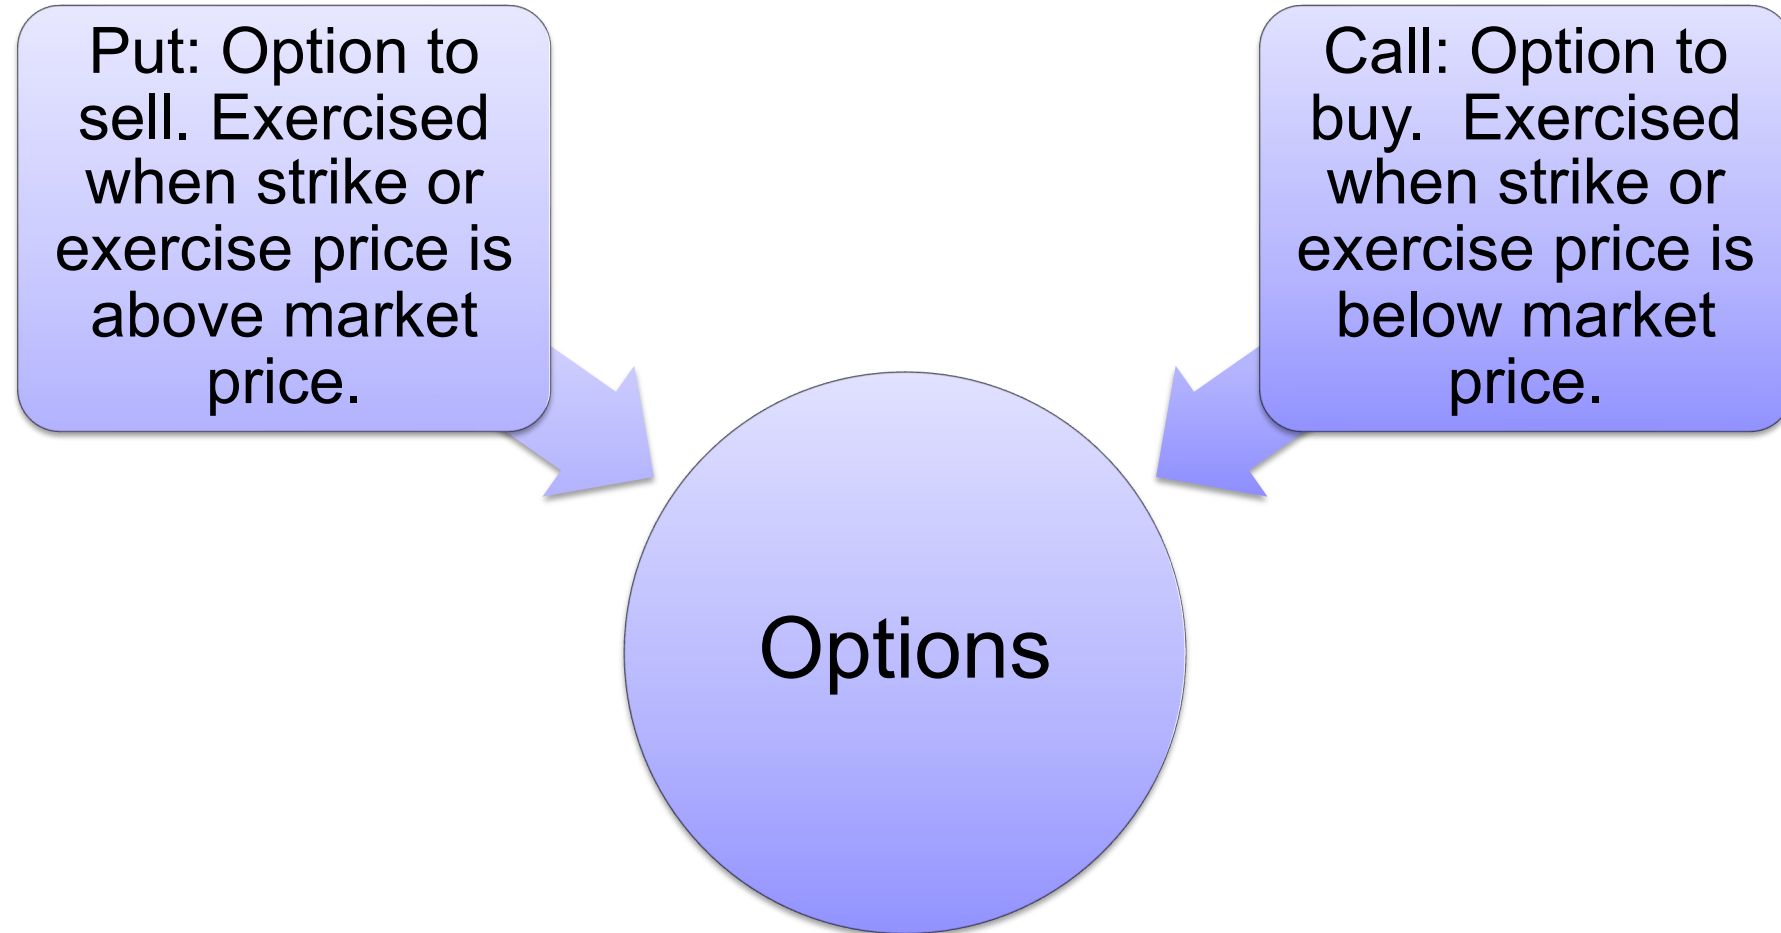 Put: Option to
sell. Exercised
when strike or
exercise price is
above market
price.
Call: Option to
buy.  Exercised
when strike or
exercise price is
below market
price.
Options